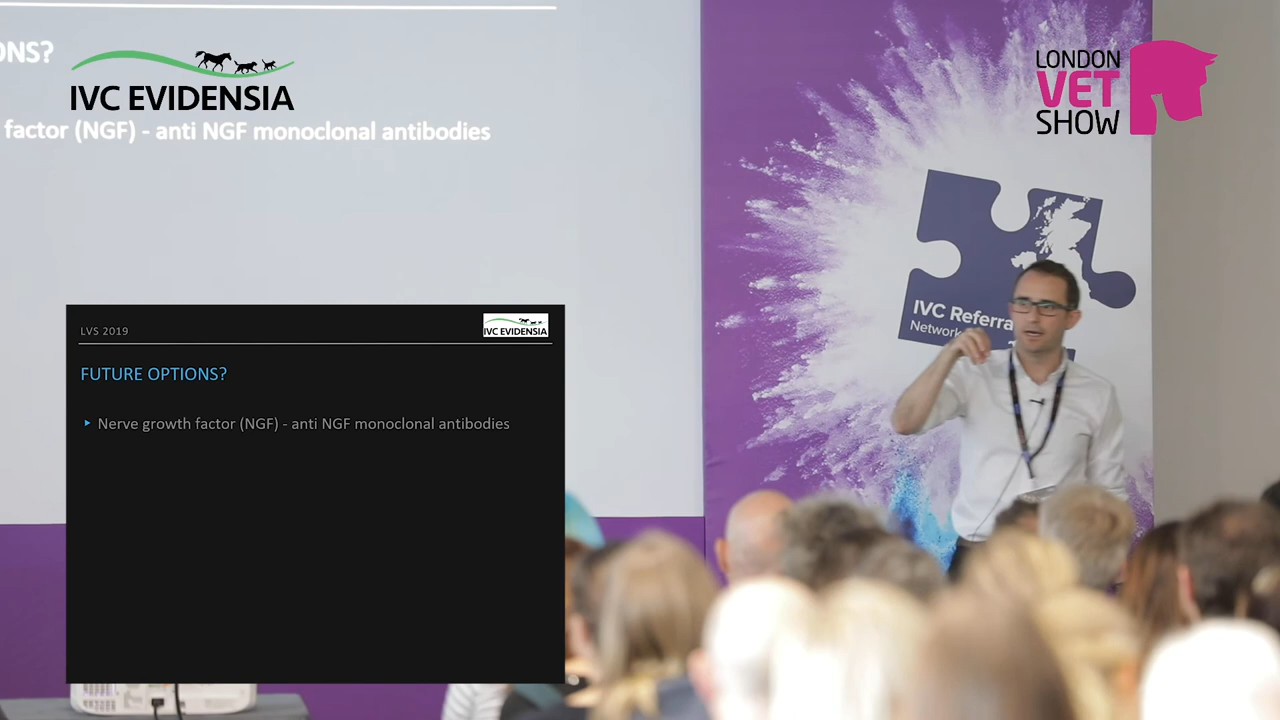 ONS?
IVC EVIDENSIA
factor (NGF) - anti NGF monoclonal antibodies
LONDON
VET
SHOW
IVC Referra
Network
LVS 2019
IVC EVIDENSIA
FUTURE OPTIONS?
Nerve growth factor (NGF) - anti NGF monoclonal antibodies